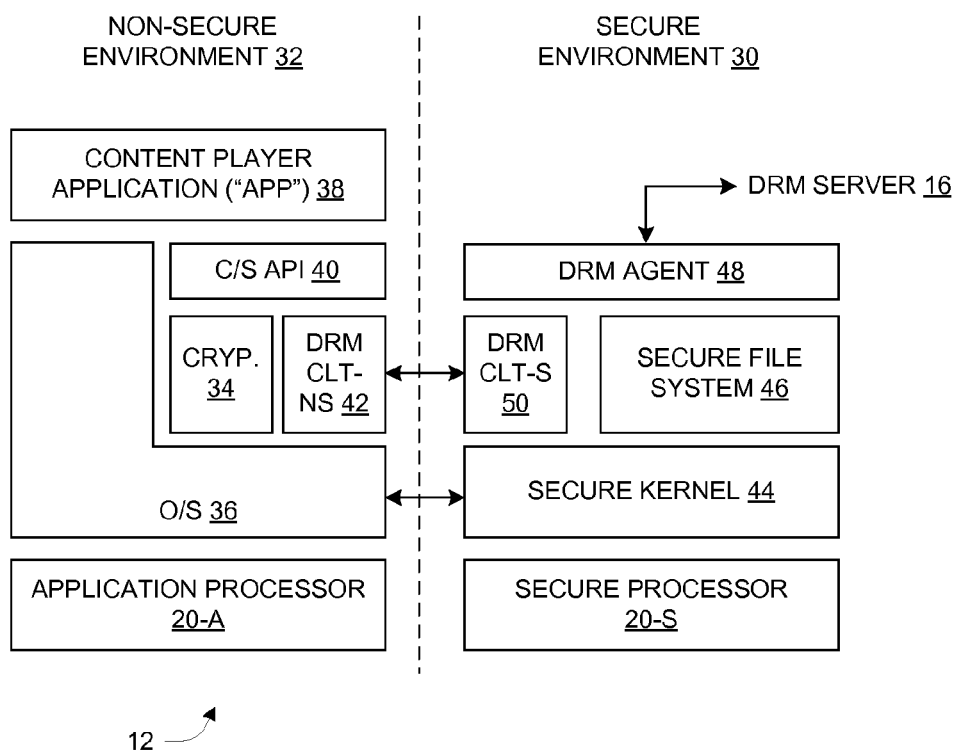 NON-SECURE
ENVIRONMENT 32
SECURE
ENVIRONMENT 30
CONTENT PLAYER
APPLICATION ("APP") 38
DRM SERVER 16
C/S API 40
DRM AGENT 48
CRYP.
34
DRM
CLT-
NS 42
DRM
CLT-S
50
SECURE FILE
SYSTEM 46
O/S 36
SECURE KERNEL 44
APPLICATION PROCESSOR
20-A
SECURE PROCESSOR
20-S
12